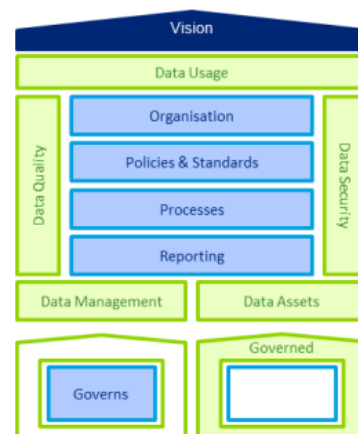 Vision
Data Usage
Data Quality
Organisation
Policies & Standards
Processes
Reporting
Data Security
Data Management
Data Assets
Governs
Governed